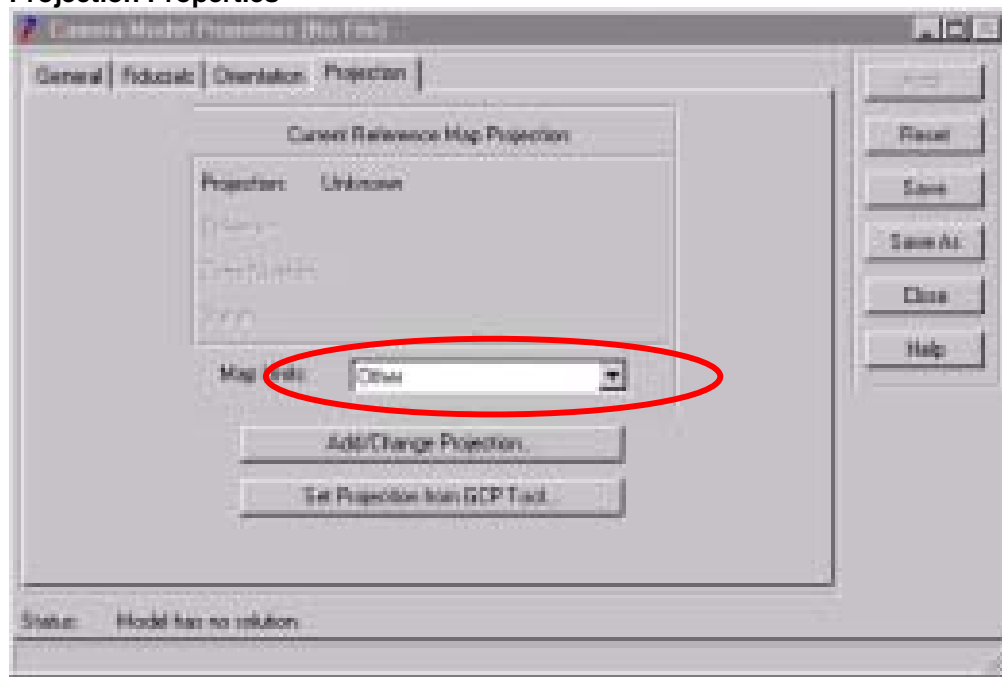 Projection Properties
Camera Model Properties (No File)
General Fiducials Orientation Projection
Current Reference Map Projection
Projection: Unknown
Map Units: Other
Add/Change Projection...
Set Projection from GCP Tool...
Reset
Save
Save As
Close
Help
Status: Model has no solution.